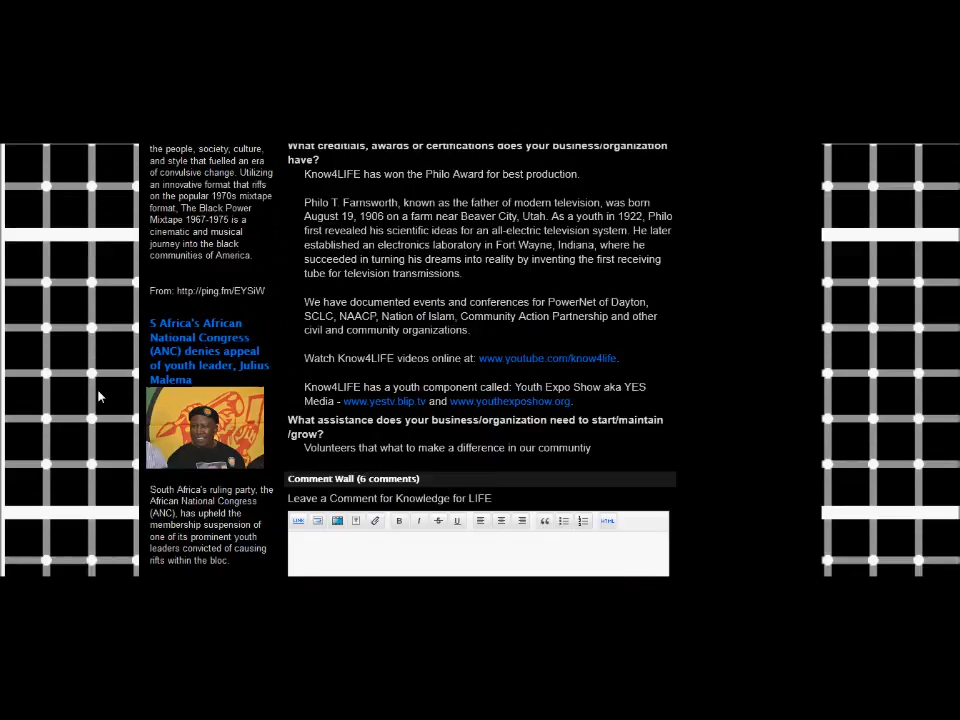 the people, society, culture,
and style that fuelled an era
of convulsive change. Utilizing
an innovative format that riffs
on the popular 1970s mixtape
format, The Black Power
Mixtape 1967-1975 is a
cinematic and musical
journey into the black
communities of America.
From: http://ping.fm/EYSiW
S Africa's African
National Congress
(ANC) denies appeal
of youth leader, Julius
Malema
South Africa's ruling party, the
African National Congress
(ANC), has upheld the
membership suspension of
one of its prominent youth
leaders convicted of causing
rifts within the bloc.
What creditials, awards or certifications does your business/organization
have?
Know4LIFE has won the Philo Award for best production.
Philo T. Farnsworth, known as the father of modern television, was born
August 19, 1906 on a farm near Beaver City, Utah. As a youth in 1922, Philo
first revealed his scientific ideas for an all-electric television system. He later
established an electronics laboratory in Fort Wayne, Indiana, where he
succeeded in turning his dreams into reality by inventing the first receiving
tube for television transmissions.
We have documented events and conferences for PowerNet of Dayton,
SCLC, NAACP, Nation of Islam, Community Action Partnership and other
civil and community organizations.
Watch Know4LIFE videos online at: www.youtube.com/know4life.
Know4LIFE has a youth component called: Youth Expo Show aka YES
Media - www.yestv.blip.tv and www.youthexposhow.org.
What assistance does your business/organization need to start/maintain
/grow?
Volunteers that what to make a difference in our communtiy
Comment Wall (6 comments)
Leave a Comment for Knowledge for LIFE
LINK B I S U HTML